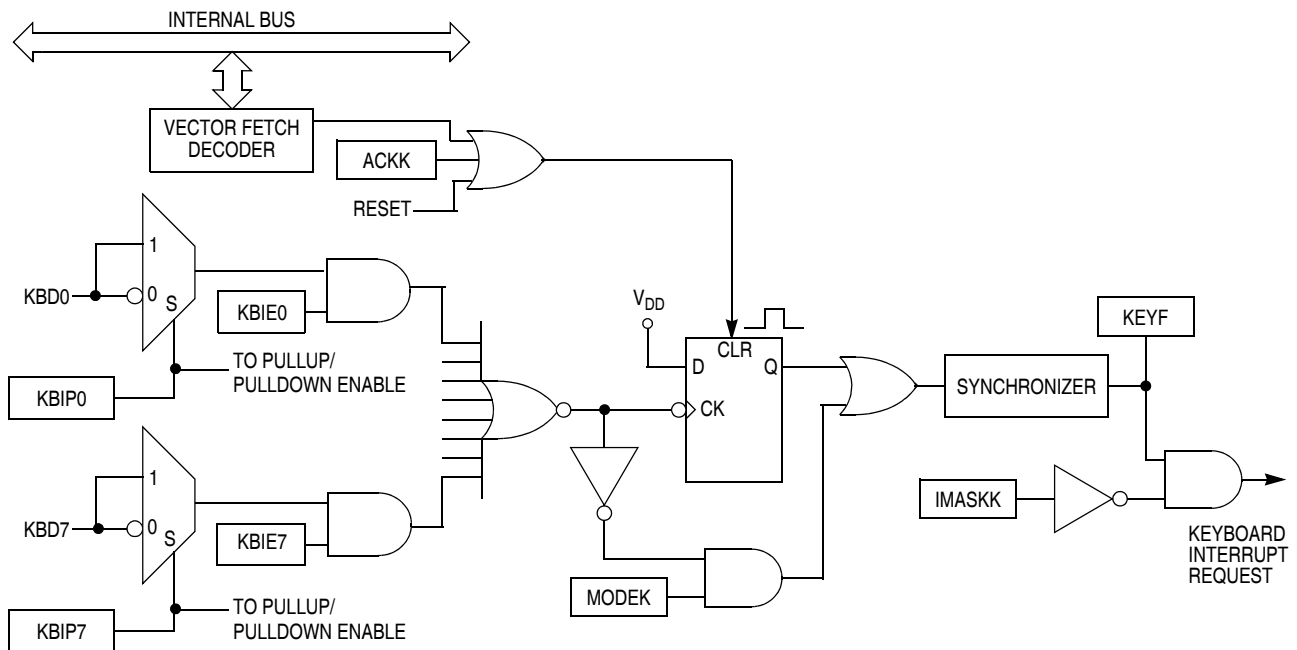 INTERNAL BUS
VECTOR FETCH
DECODER
ACKK
RESET
1
KBD0
0
S
KBIE0
TO PULLUP/
PULLDOWN ENABLE
KBIP0
VDD
CLR
D
Q
CK
KEYF
SYNCHRONIZER
1
KBD7
0
S
KBIE7
TO PULLUP/
PULLDOWN ENABLE
KBIP7
MODEK
IMASKK
KEYBOARD
INTERRUPT
REQUEST